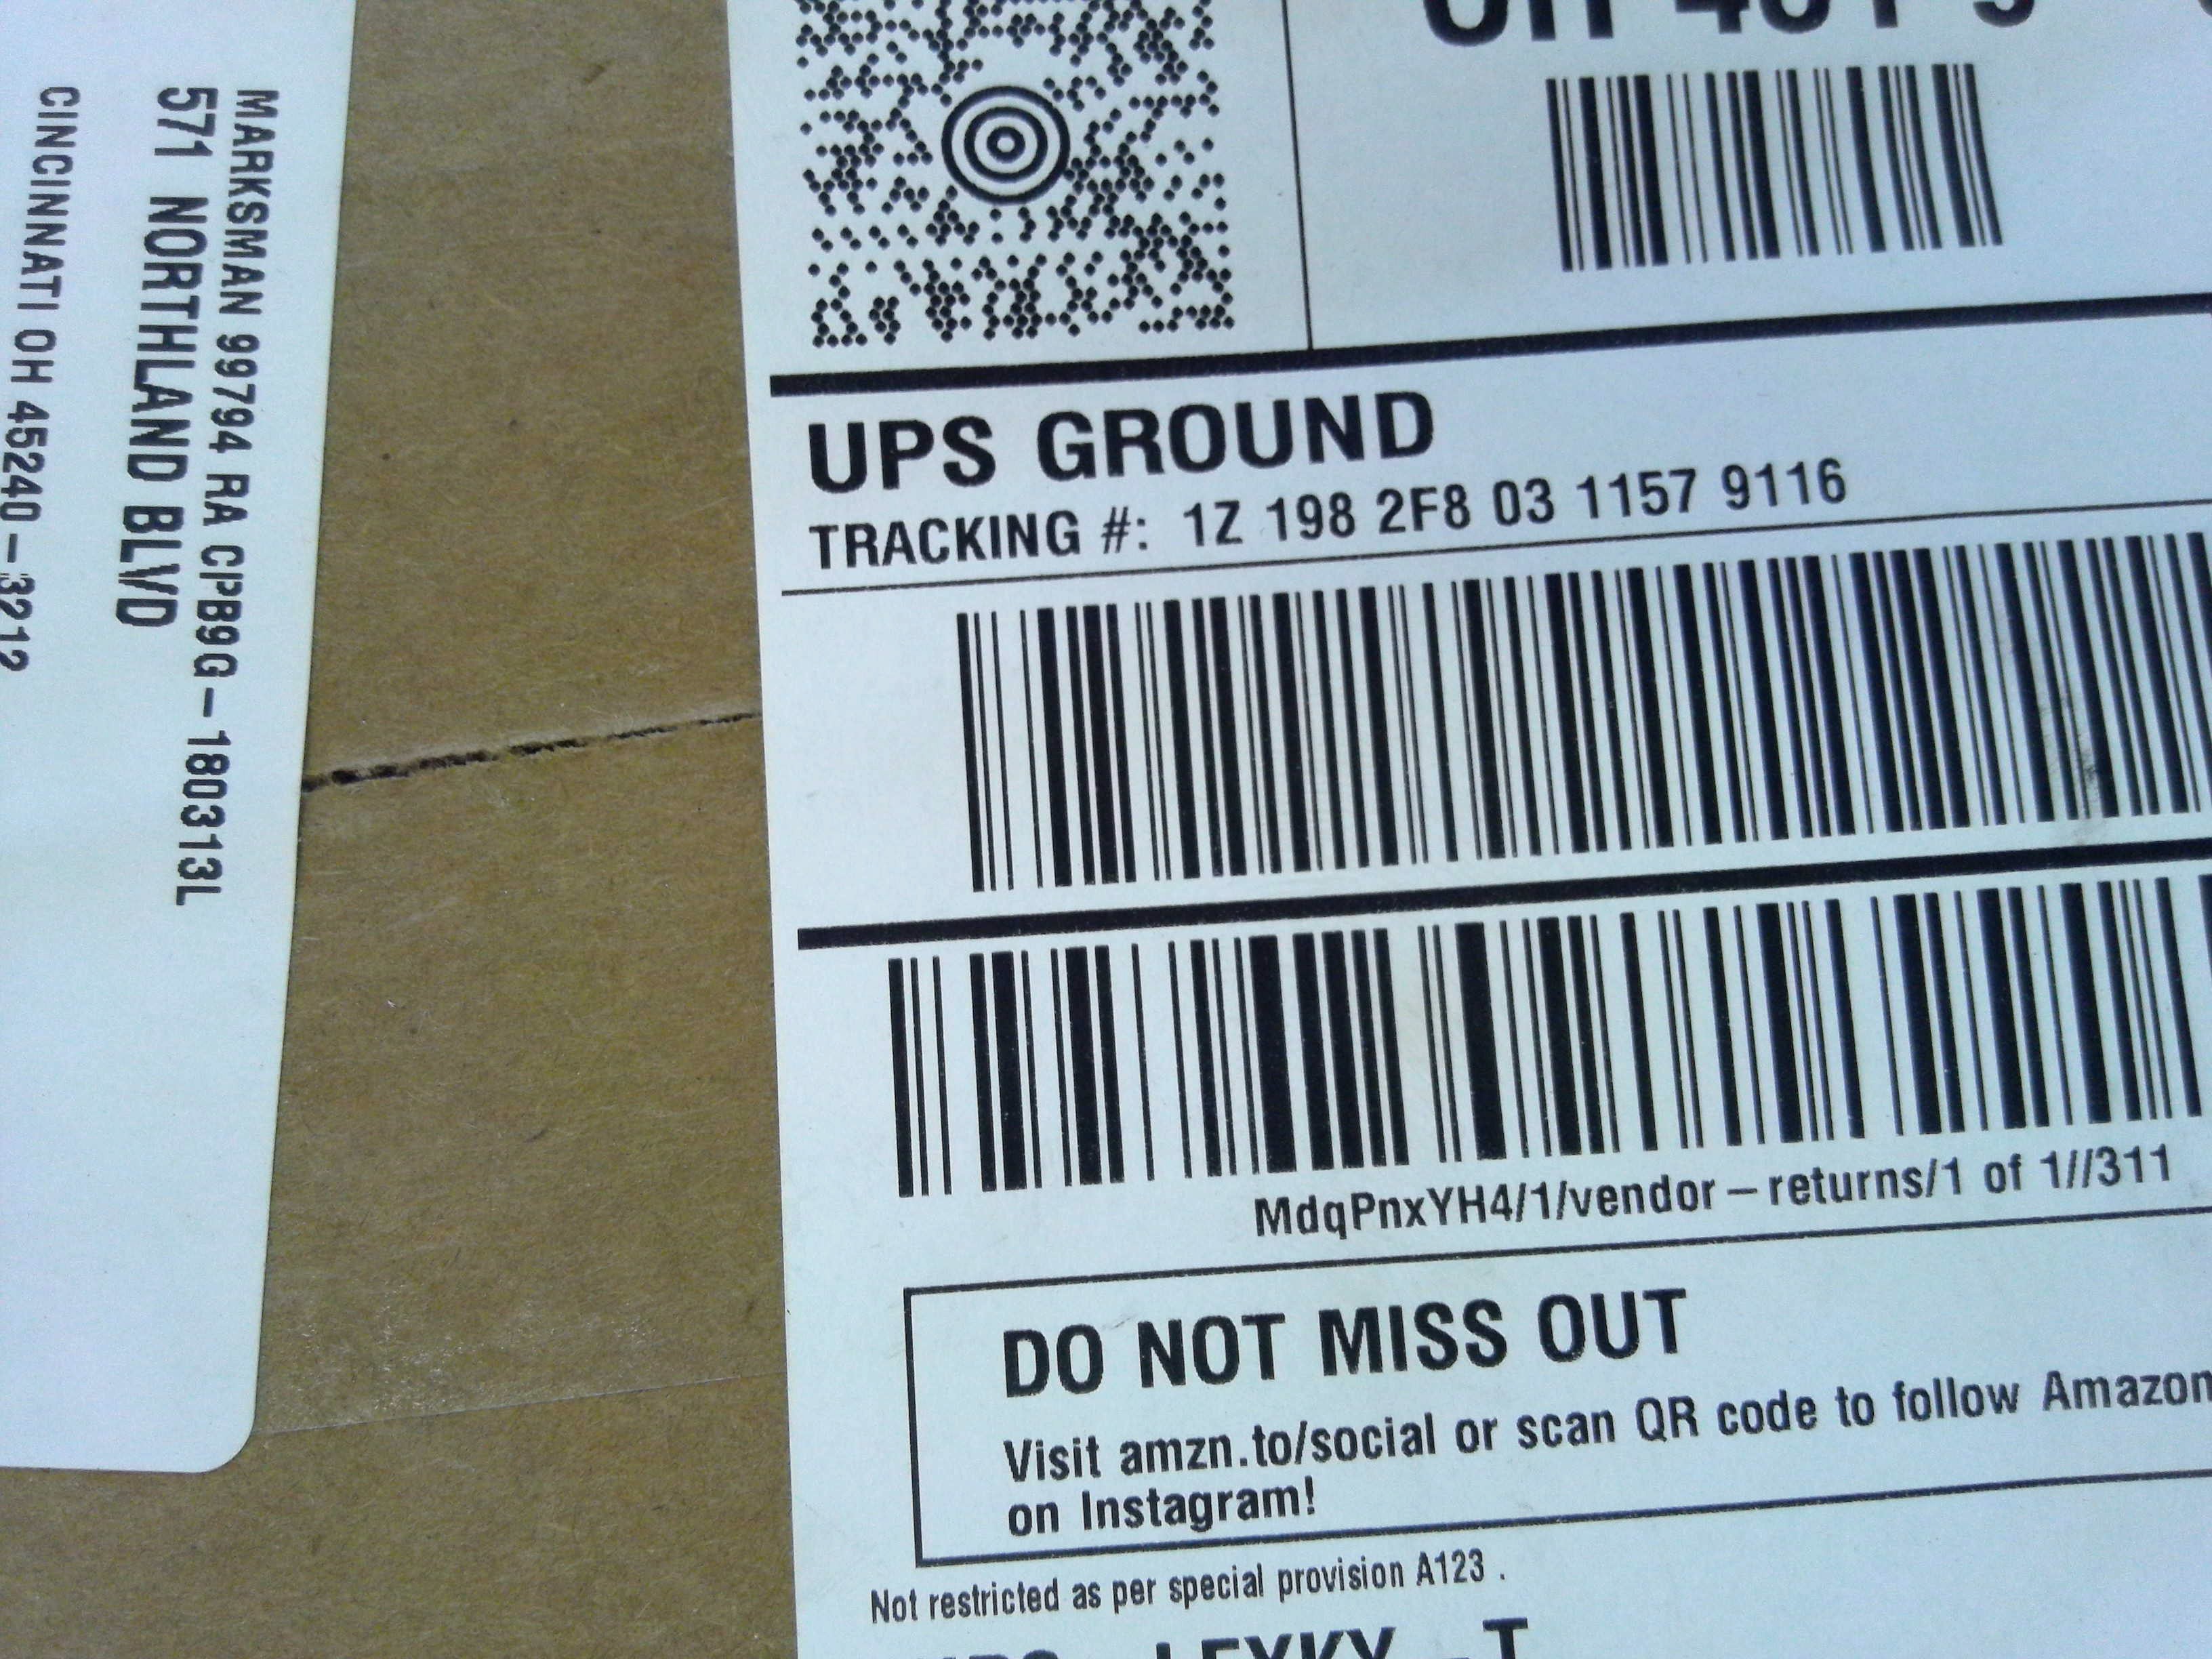 MARKSMAN 99794 RA CPB9G-180313L
571 NORTHLAND BLVD
CINCINNATI OH 45240-3212
UPS GROUND
TRACKING #: 1Z 198 2F8 03 1157 9116
MdqPnxYH4/1/vendor-returns/1 of 1//311
DO NOT MISS OUT
Visit amzn.to/social or scan QR code to follow Amazon
on Instagram!
Not restricted as per special provision A123 .